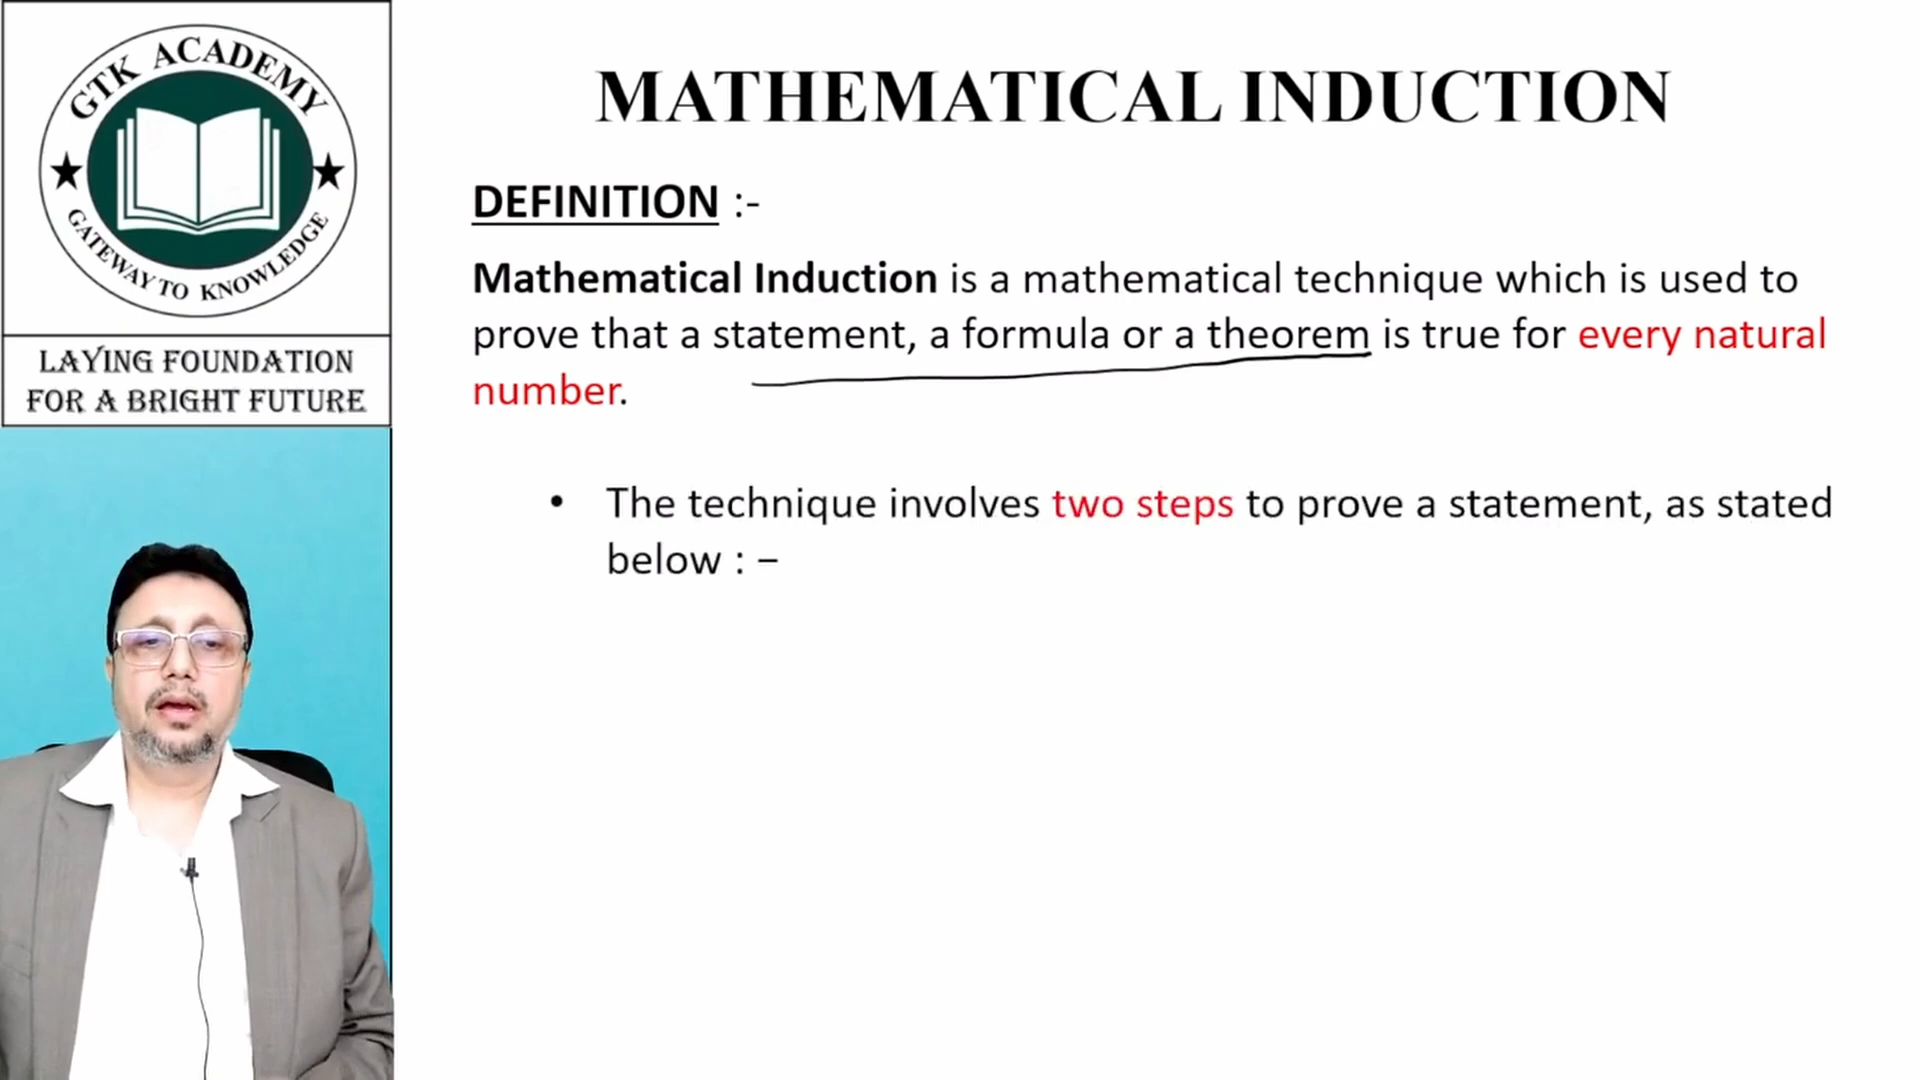 GTK ACADEMY
GATEWAY TO KNOWLEDGE
LAYING FOUNDATION
FOR A BRIGHT FUTURE
MATHEMATICAL INDUCTION
DEFINITION :-
Mathematical Induction is a mathematical technique which is used to
prove that a statement, a formula or a theorem is true for every natural
number.
• The technique involves two steps to prove a statement, as stated
below : −